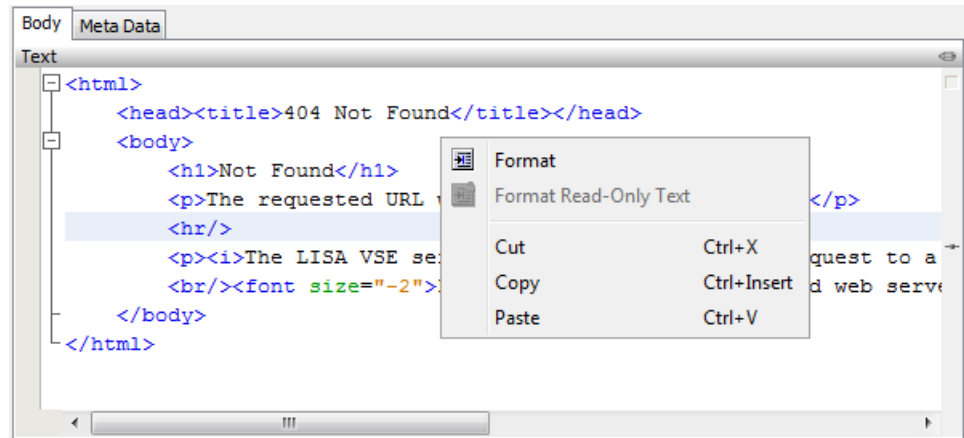 Body Meta Data
Text
<html>
<head><title>404 Not Found</title></head>
<body>
<h1>Not Found</h1>
<p>The requested URL </p>
<hr/>
<p><i>The LISA VSE quest to a
<br/><font size="-2"> web serve
</body>
</html>
Format
Format Read-Only Text
Cut Ctrl+X
Copy Ctrl+Insert
Paste Ctrl+V